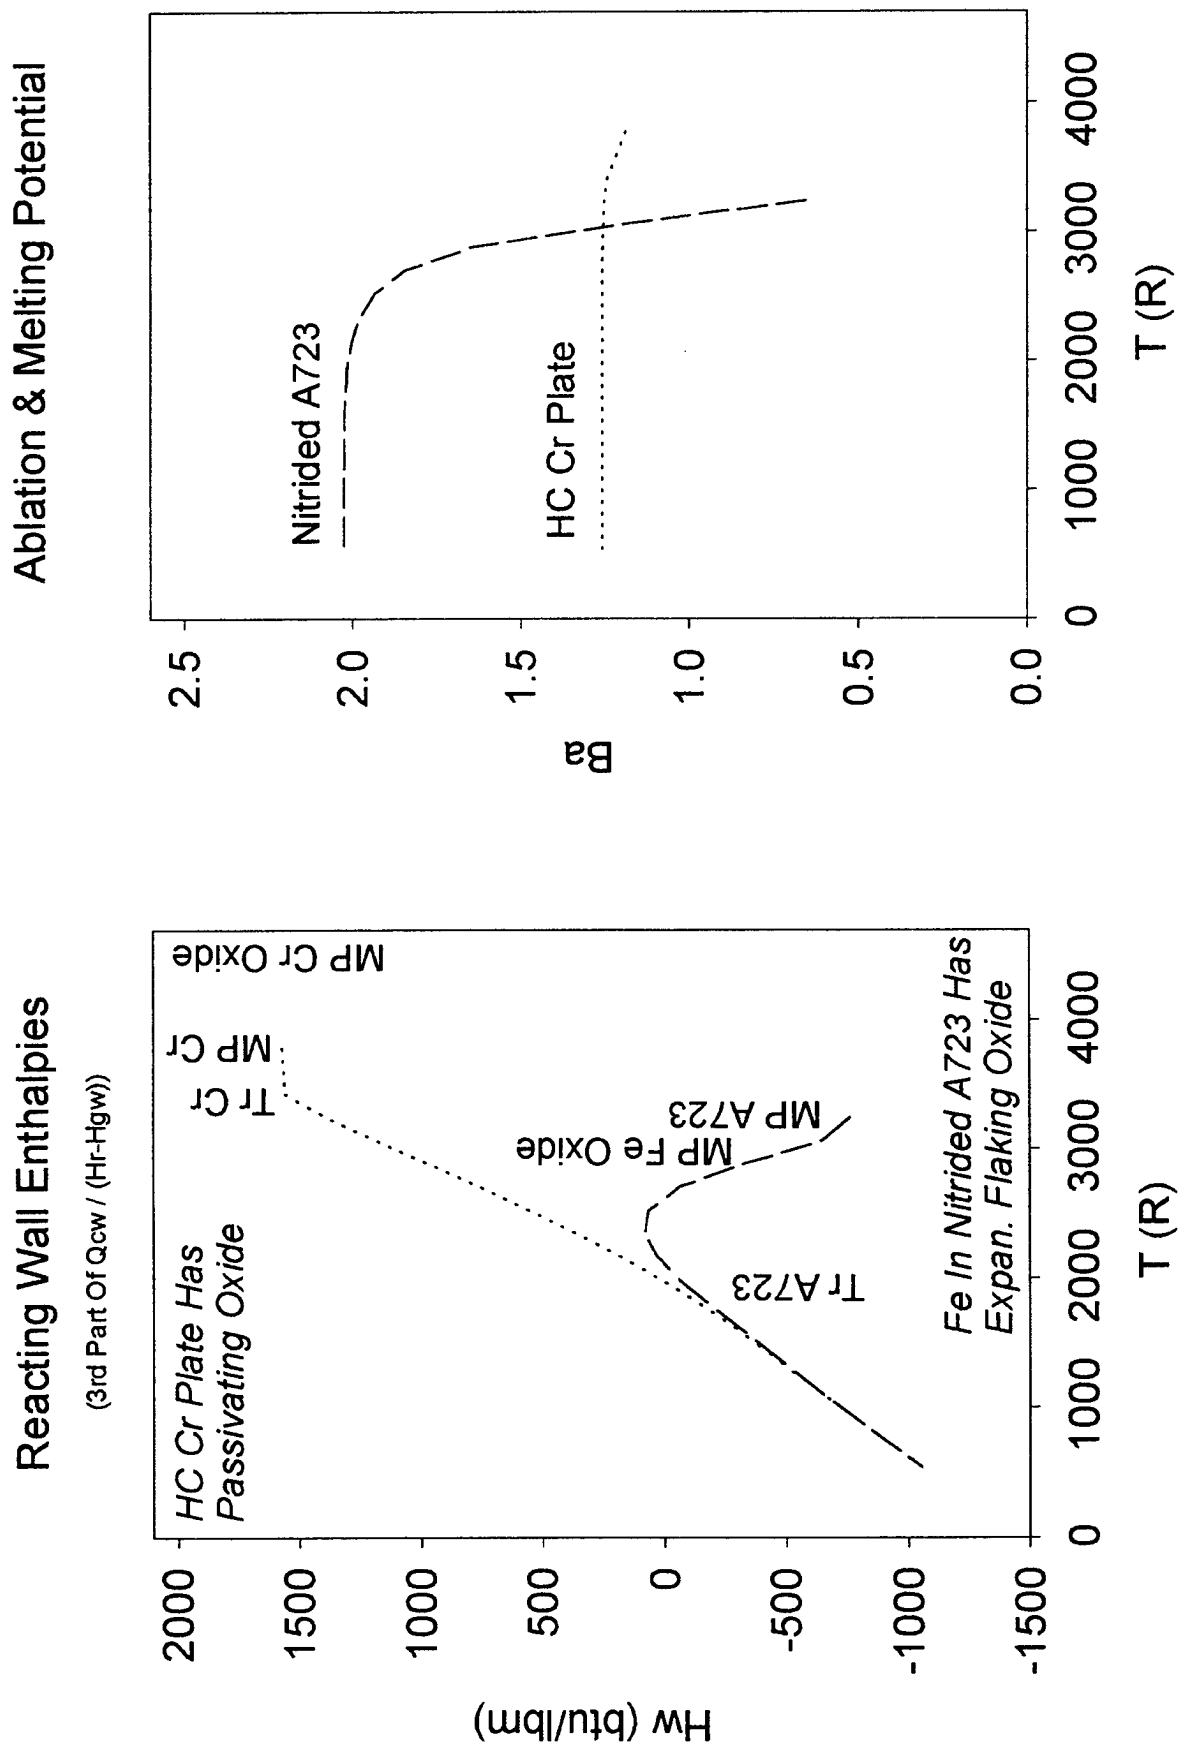 Reacting Wall Enthalpies
(3rd Part Of Qcw / (Hr-Hgw))
HC Cr Plate Has
Passivating Oxide
Tr Cr
MP Cr
MP Cr Oxide
MP Fe Oxide
MP A723
Tr A723
Fe In Nitrided A723 Has
Expan. Flaking Oxide
Hw (btu/lbm)
2000
1500
1000
500
0
-500
-1000
-1500
0
1000
2000
3000
4000
T (R)
Ablation & Melting Potential
Nitrided A723
HC Cr Plate
Ba
2.5
2.0
1.5
1.0
0.5
0.0
0
1000
2000
3000
4000
T (R)